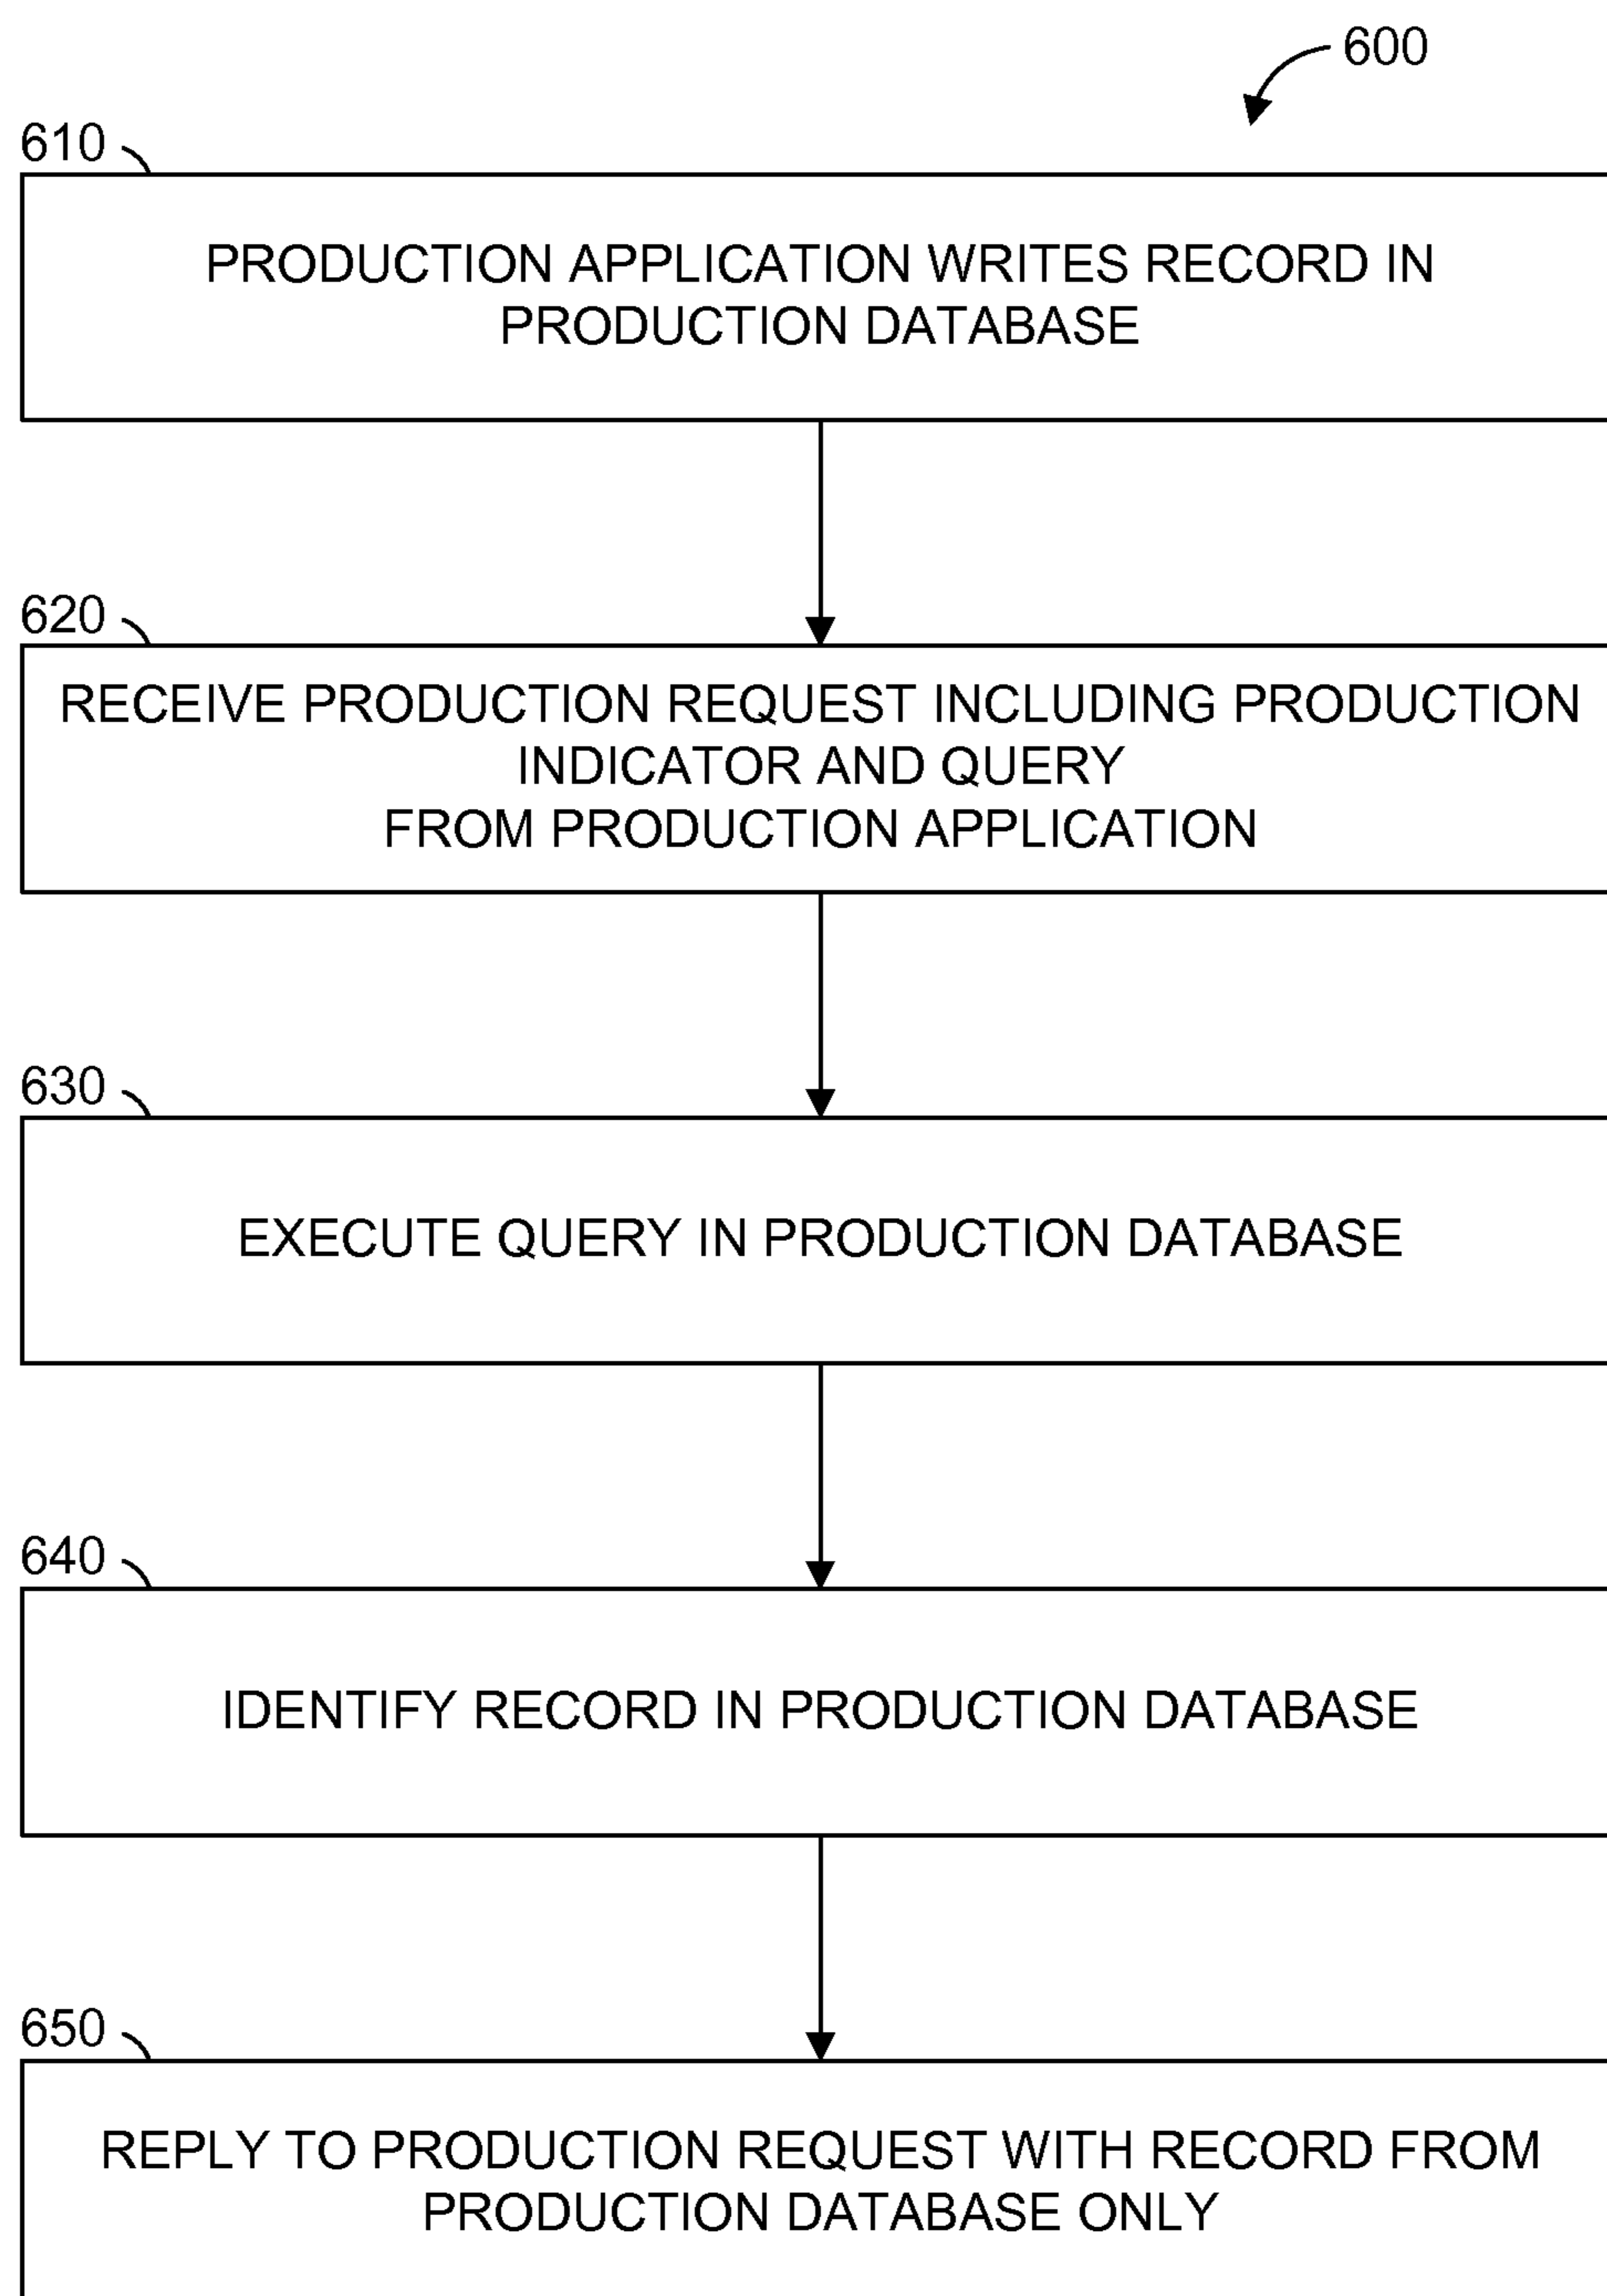 600
610
PRODUCTION APPLICATION WRITES RECORD IN
PRODUCTION DATABASE
620
RECEIVE PRODUCTION REQUEST INCLUDING PRODUCTION
INDICATOR AND QUERY
FROM PRODUCTION APPLICATION
630
EXECUTE QUERY IN PRODUCTION DATABASE
640
IDENTIFY RECORD IN PRODUCTION DATABASE
650
REPLY TO PRODUCTION REQUEST WITH RECORD FROM
PRODUCTION DATABASE ONLY